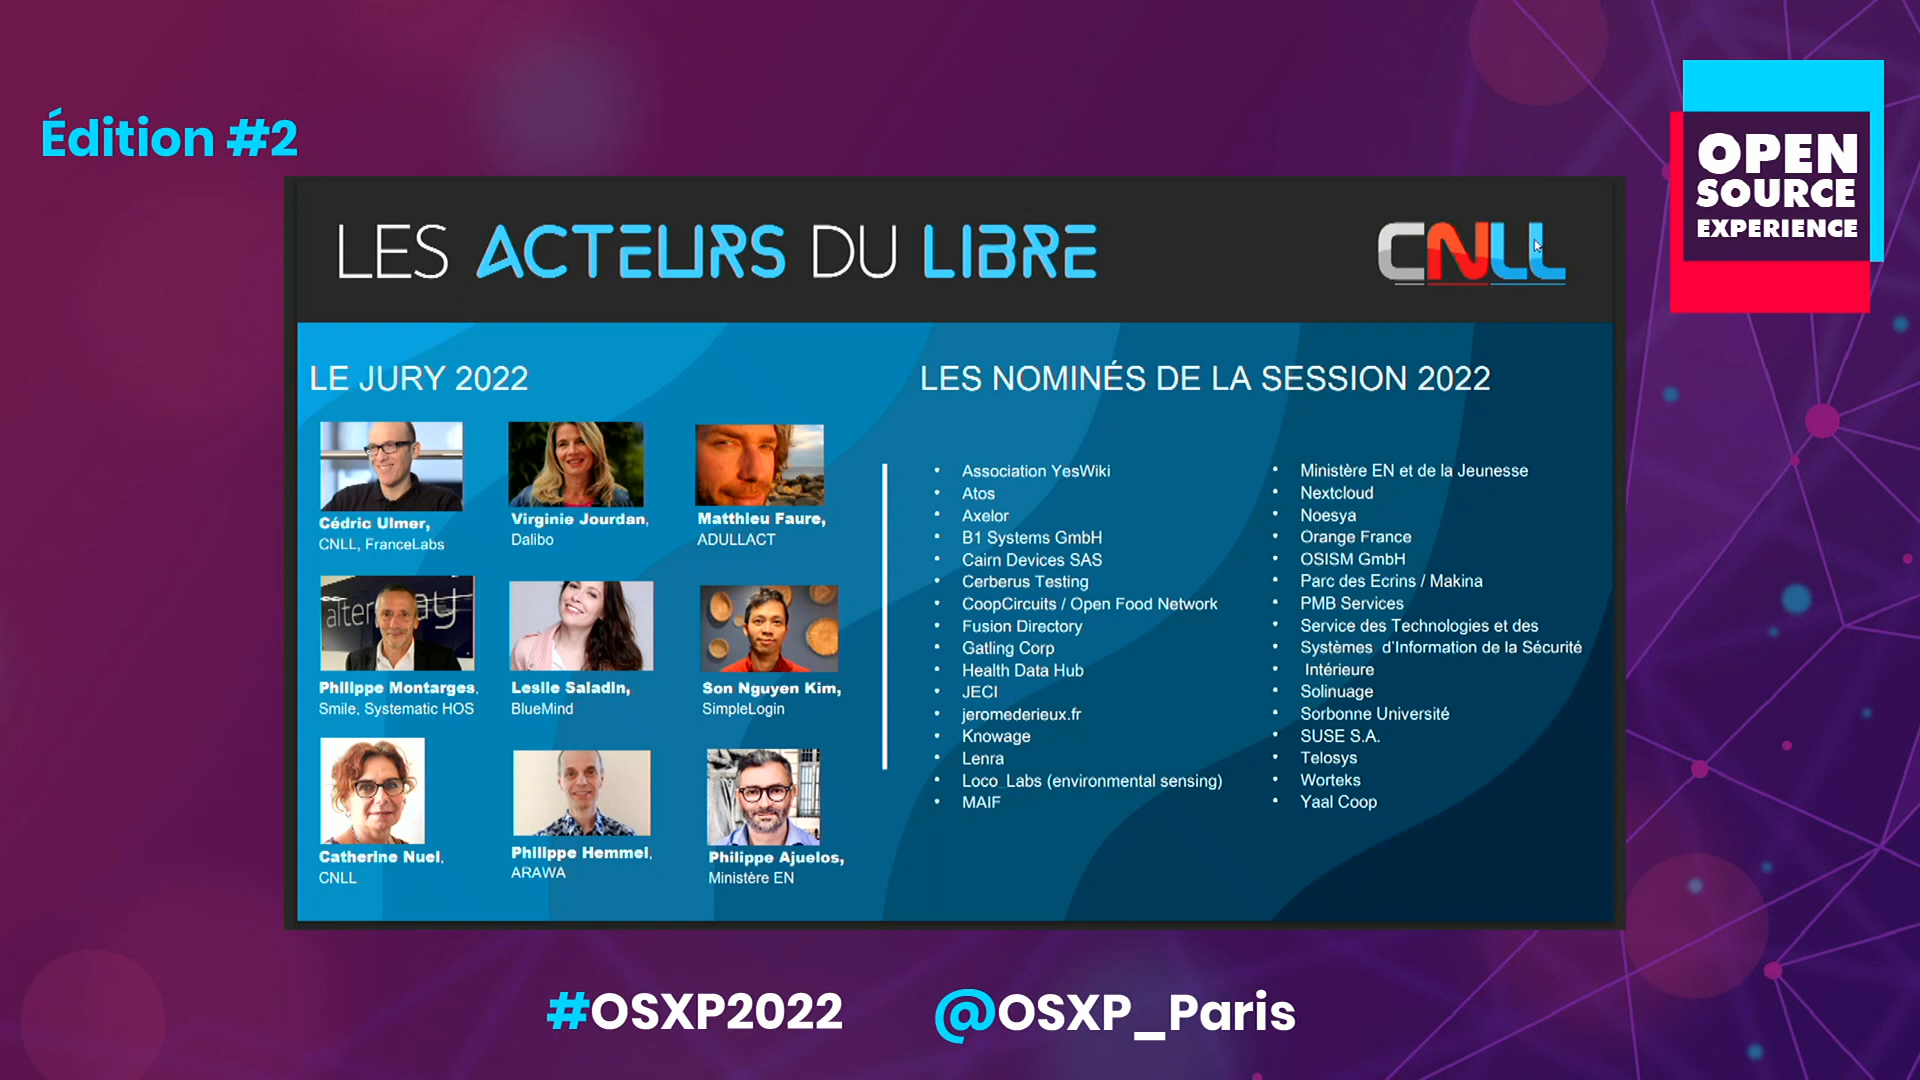 Édition #2
OPEN
SOURCE
EXPERIENCE
LES ACTEURS DU LIBRE
CNLL
LE JURY 2022
Cédric Ulmer,
CNLL, FranceLabs
Virginie Jourdan,
Dalibo
Matthieu Faure,
ADULLACT
alter way
Philippe Montarges,
Smile, Systematic HOS
Leslie Saladin,
BlueMind
Son Nguyen Kim,
SimpleLogin
Catherine Nuel,
CNLL
Philippe Hemmel,
ARAWA
Philippe Ajuelos,
Ministère EN
LES NOMINÉS DE LA SESSION 2022
• Association YesWiki
• Atos
• Axelor
• B1 Systems GmbH
• Cairn Devices SAS
• Cerberus Testing
• CoopCircuits / Open Food Network
• Fusion Directory
• Gatling Corp
• Health Data Hub
• JECI
• jeromederieux.fr
• Knowage
• Lenra
• Loco_Labs (environmental sensing)
• MAIF
• Ministère EN et de la Jeunesse
• Nextcloud
• Noesya
• Orange France
• OSISM GmbH
• Parc des Ecrins / Makina
• PMB Services
• Service des Technologies et des
• Systèmes d'Information de la Sécurité
• Intérieure
• Solinuage
• Sorbonne Université
• SUSE S.A.
• Telosys
• Worteks
• Yaal Coop
#OSXP2022
@OSXP_Paris